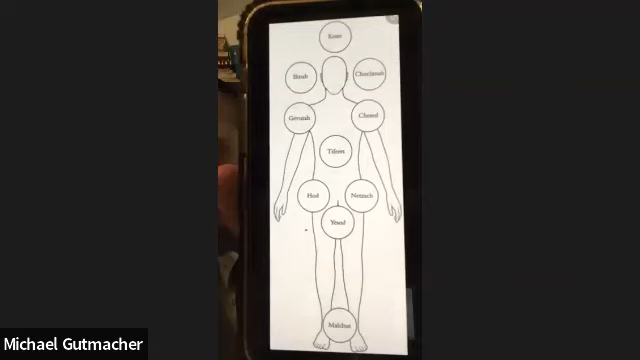 Keter
Binah
Chochmah
Gevurah
Chesed
Tiferet
Hod
Netzach
Yesod
Malchut
Michael Gutmacher